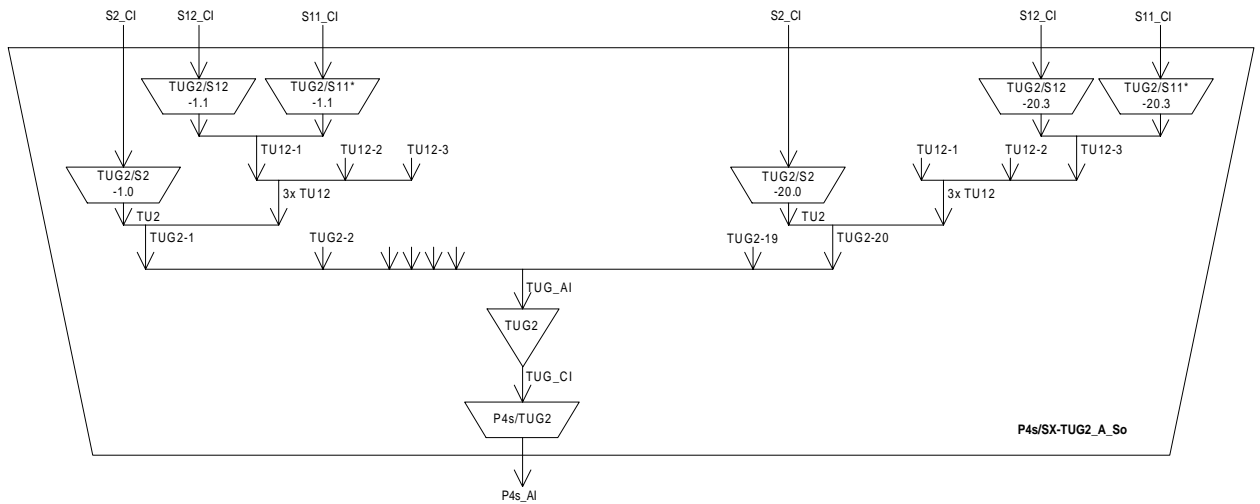 S2_CI
S12_CI
S11_CI
S2_CI
S12_CI
S11_CI
TUG2/S12
-1.1
TUG2/S11*
-1.1
TUG2/S12
-20.3
TUG2/S11*
-20.3
TU12-1
TU12-2
TU12-3
TU12-1
TU12-2
TU12-3
TUG2/S2
-1.0
3x TU12
TUG2/S2
-20.0
3x TU12
TU2
TU2
TUG2-1
TUG2-2
TUG2-19
TUG2-20
TUG_AI
TUG2
TUG_CI
P4s/TUG2
P4s/SX-TUG2_A_So
P4s_AI